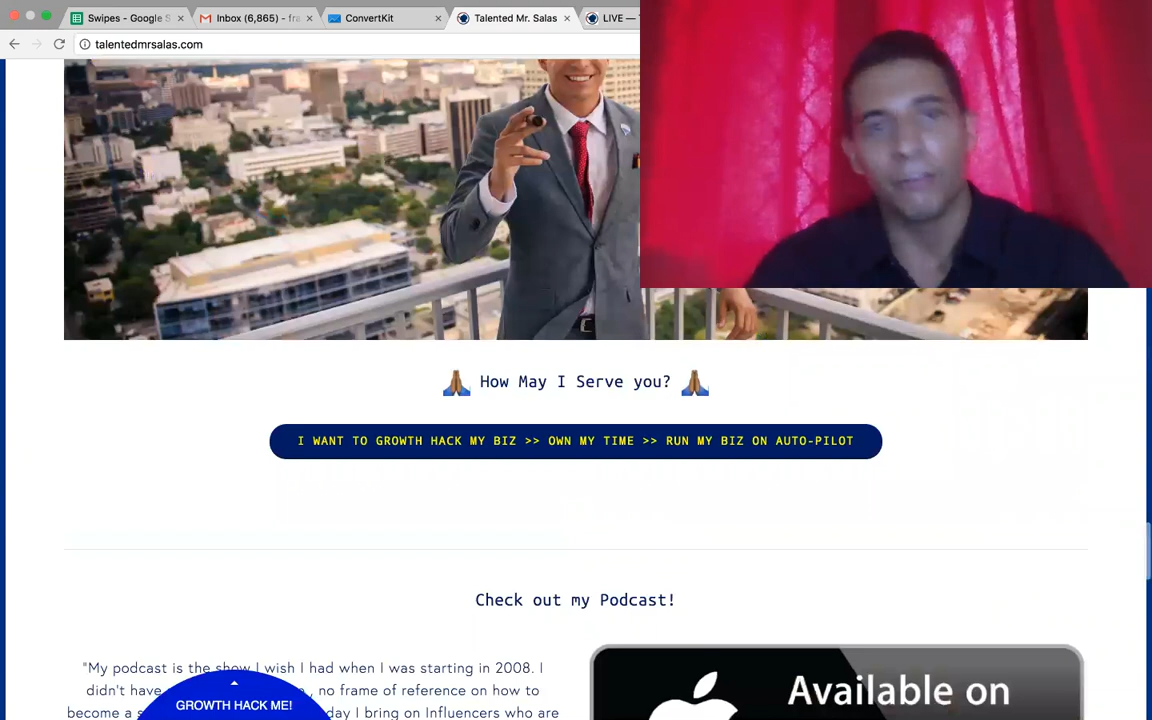 Swipes - Google S
Inbox (6,865) - fra
ConvertKit
Talented Mr. Salas
LIVE —
talentedmrsalas.com
How May I Serve you?
I WANT TO GROWTH HACK MY BIZ >> OWN MY TIME >> RUN MY BIZ ON AUTO-PILOT
Check out my Podcast!
"My podcast is the show I wish I had when I was starting in 2008. I
didn't have , no frame of reference on how to
become a day I bring on Influencers who are
GROWTH HACK ME!
Available on